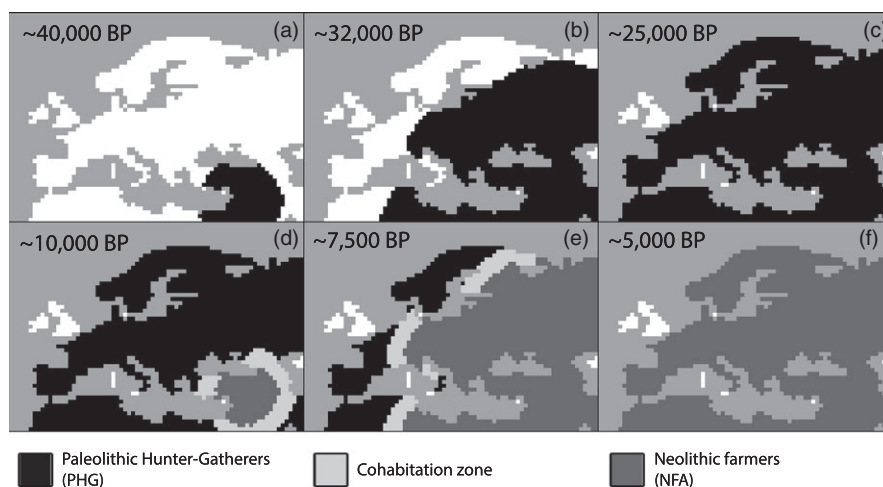 ~40,000 BP (a)
~32,000 BP (b)
~25,000 BP (c)
~10,000 BP (d)
~7,500 BP (e)
~5,000 BP (f)
Paleolithic Hunter-Gatherers
(PHG)
Cohabitation zone
Neolithic farmers
(NFA)